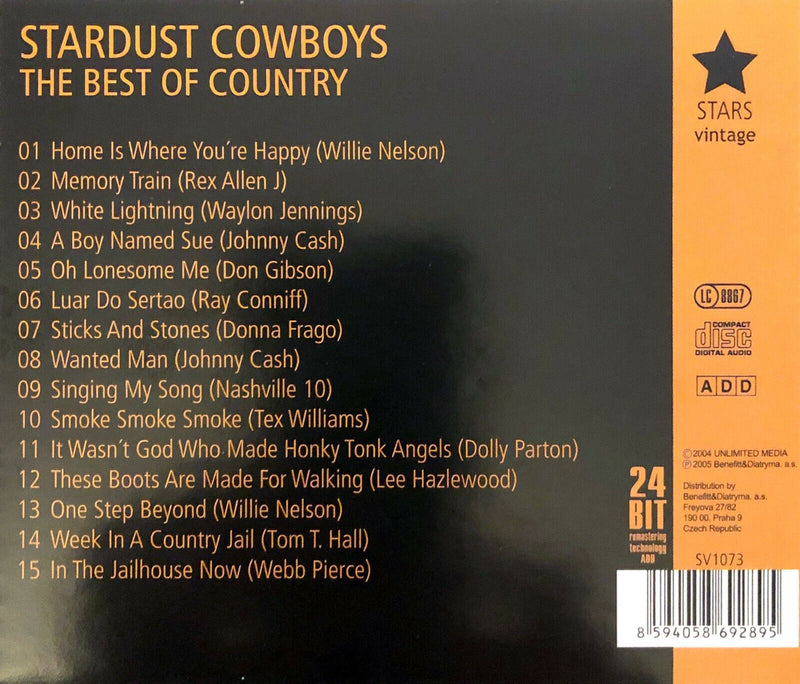 STARDUST COWBOYS
THE BEST OF COUNTRY
01 Home Is Where You´re Happy (Willie Nelson)
02 Memory Train (Rex Allen J)
03 White Lightning (Waylon Jennings)
04 A Boy Named Sue (Johnny Cash)
05 Oh Lonesome Me (Don Gibson)
06 Luar Do Sertao (Ray Conniff)
07 Sticks And Stones (Donna Frago)
08 Wanted Man (Johnny Cash)
09 Singing My Song (Nashville 10)
10 Smoke Smoke Smoke (Tex Williams)
11 It Wasn´t God Who Made Honky Tonk Angels (Dolly Parton)
12 These Boots Are Made For Walking (Lee Hazlewood)
13 One Step Beyond (Willie Nelson)
14 Week In A Country Jail (Tom T. Hall)
15 In The Jailhouse Now (Webb Pierce)
STARS
vintage
LC 8867
COMPACT
disc
DIGITAL AUDIO
ADD
©2004 UNLIMITED MEDIA
℗2005 Benefitt&Diatryma. a.s.
Distribution by
Benefitt&Diatryma. a.s.
Freyova 27/82
190 00, Praha 9
Czech Republic
24
BIT
remastering
technology
ADD
SV1073
8 594058 692895